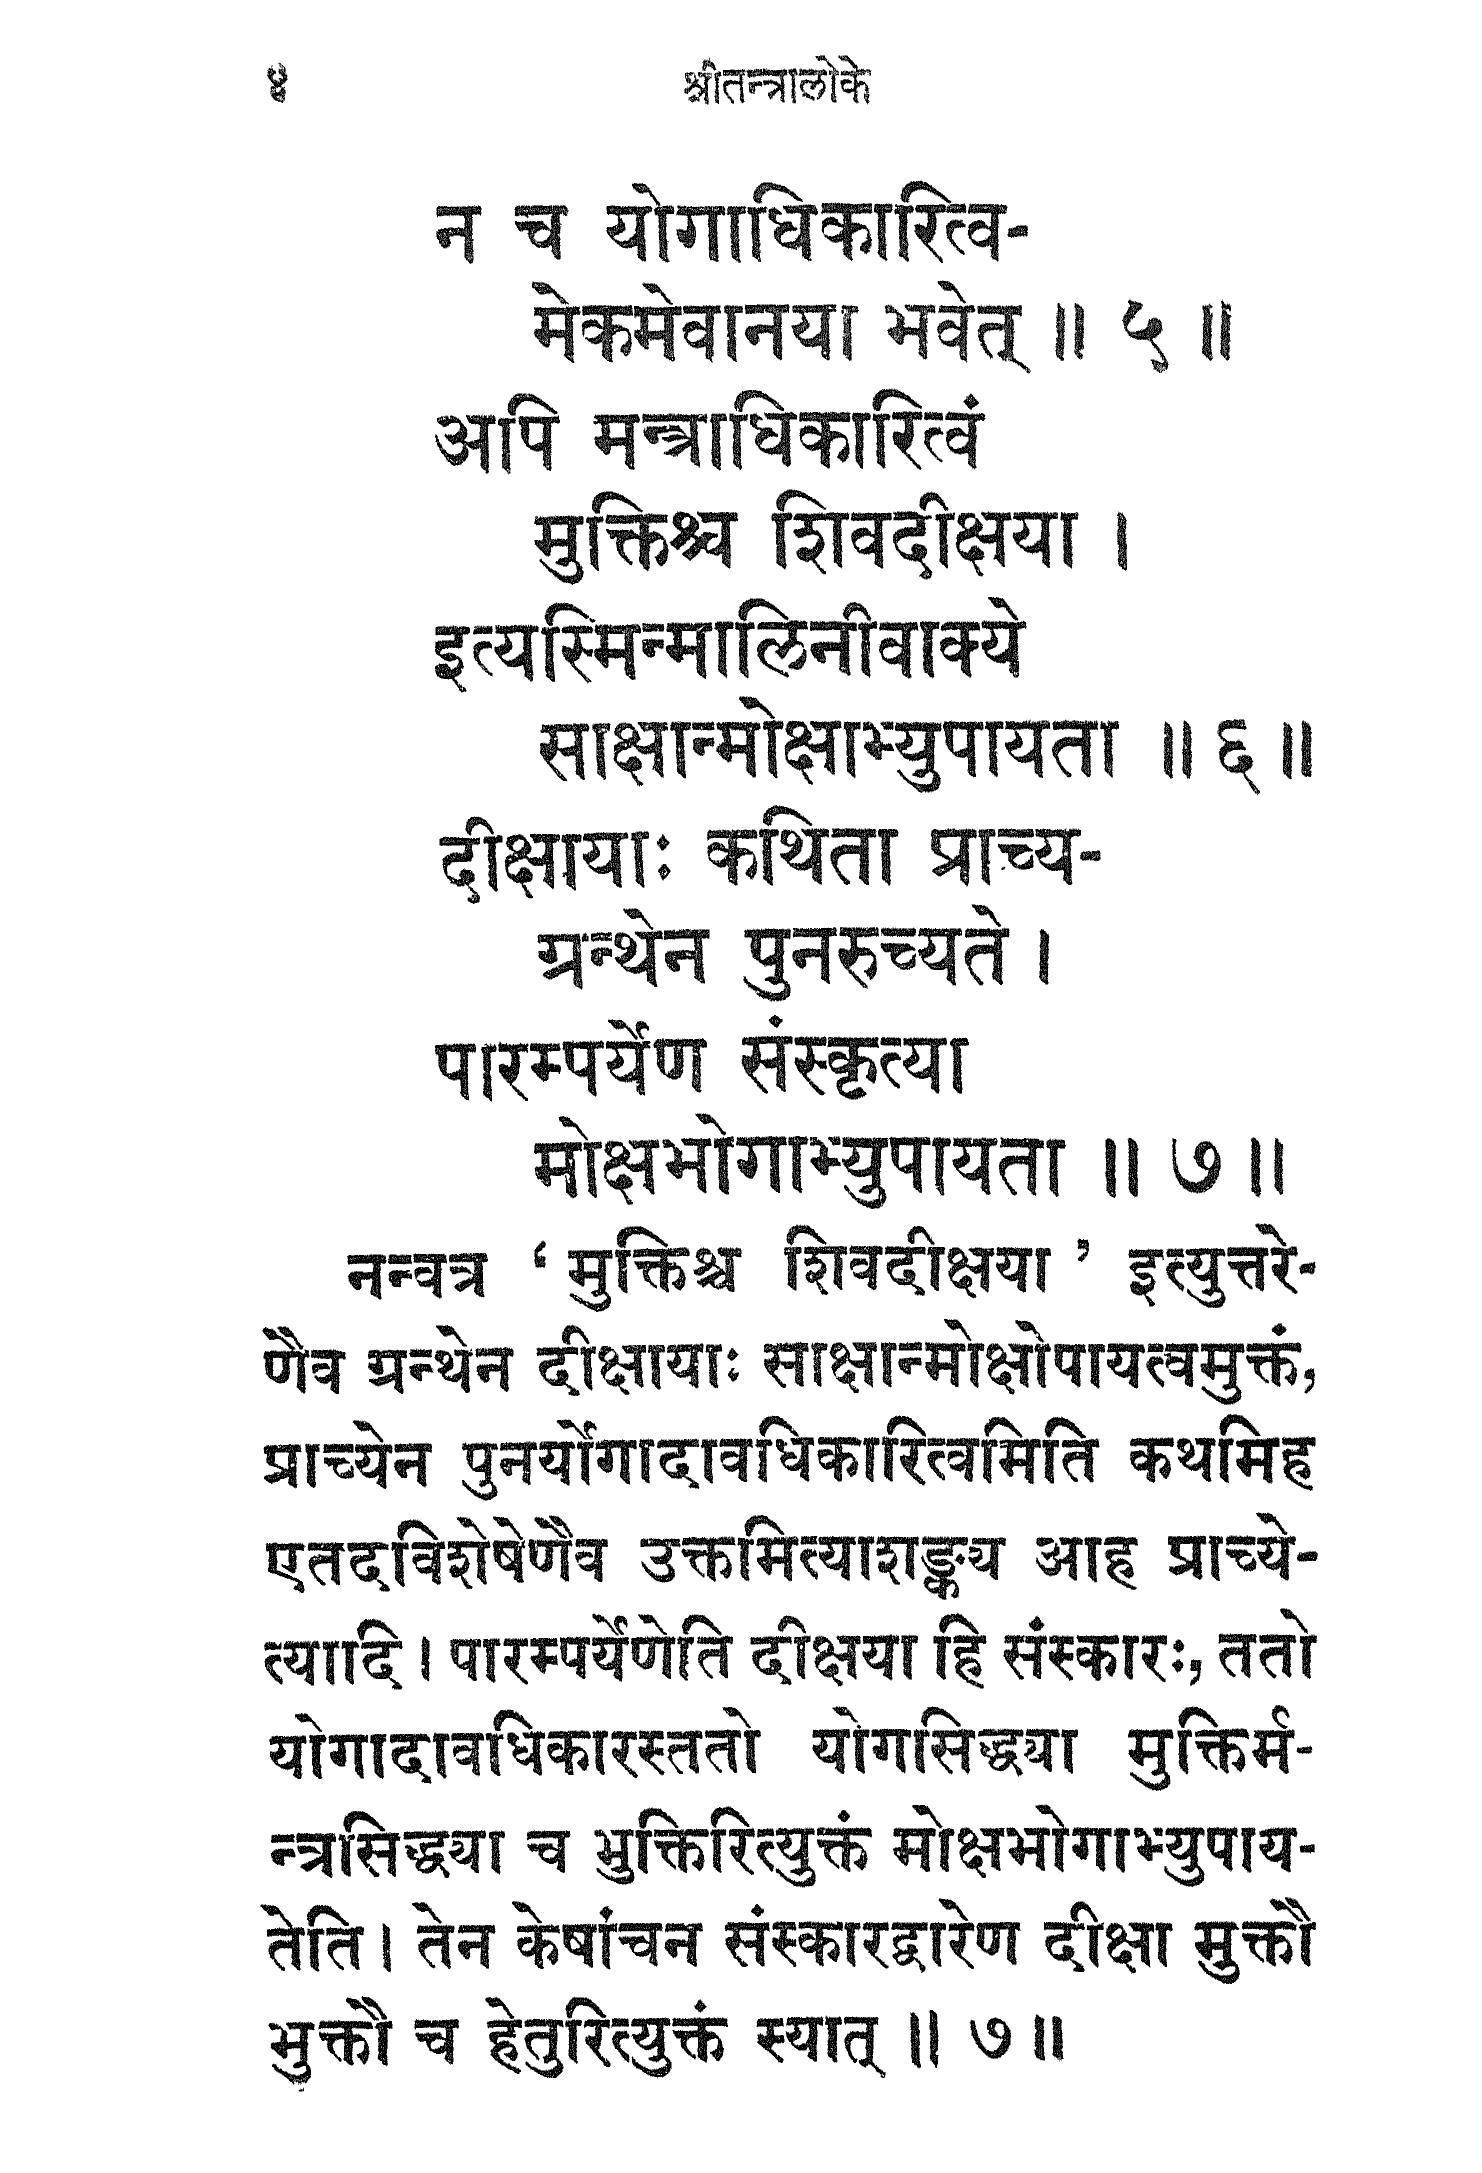 ४ श्रीतन्त्रालोके
न च योगाधिकारित्व-
मेकमेवानया भवेत् ॥ ५ ॥
अपि मन्त्राधिकारित्वं
मुक्तिश्च शिवदीक्षया ।
इत्यस्मिन्मालिनीवाक्ये
साक्षान्मोक्षाभ्युपायता ॥ ६ ॥
दीक्षायाः कथिता प्राच्य-
ग्रन्थेन पुनरुच्यते ।
पारम्पर्येण संस्कृत्या
मोक्षभोगाभ्युपायता ॥ ७ ॥
नन्वत्र ‘ मुक्तिश्च शिवदीक्षया ’ इत्युत्तरे-
णैव ग्रन्थेन दीक्षायाः साक्षान्मोक्षोपायत्वमुक्तं,
प्राच्येन पुनर्योगादावधिकारित्वमिति कथमिह
एतदविशेषेणैव उक्तमित्याशङ्क्य आह प्राच्ये-
त्यादि । पारम्पर्येणेति दीक्षया हि संस्कारः, ततो
योगादावधिकारस्ततो योगसिद्ध्या मुक्तिर्म-
न्त्रसिद्ध्या च भुक्तिरित्युक्तं मोक्षभोगाभ्युपाय-
तेति । तेन केषांचन संस्कारद्वारेण दीक्षा मुक्तौ
भुक्तौ च हेतुरित्युक्तं स्यात् ॥ ७ ॥